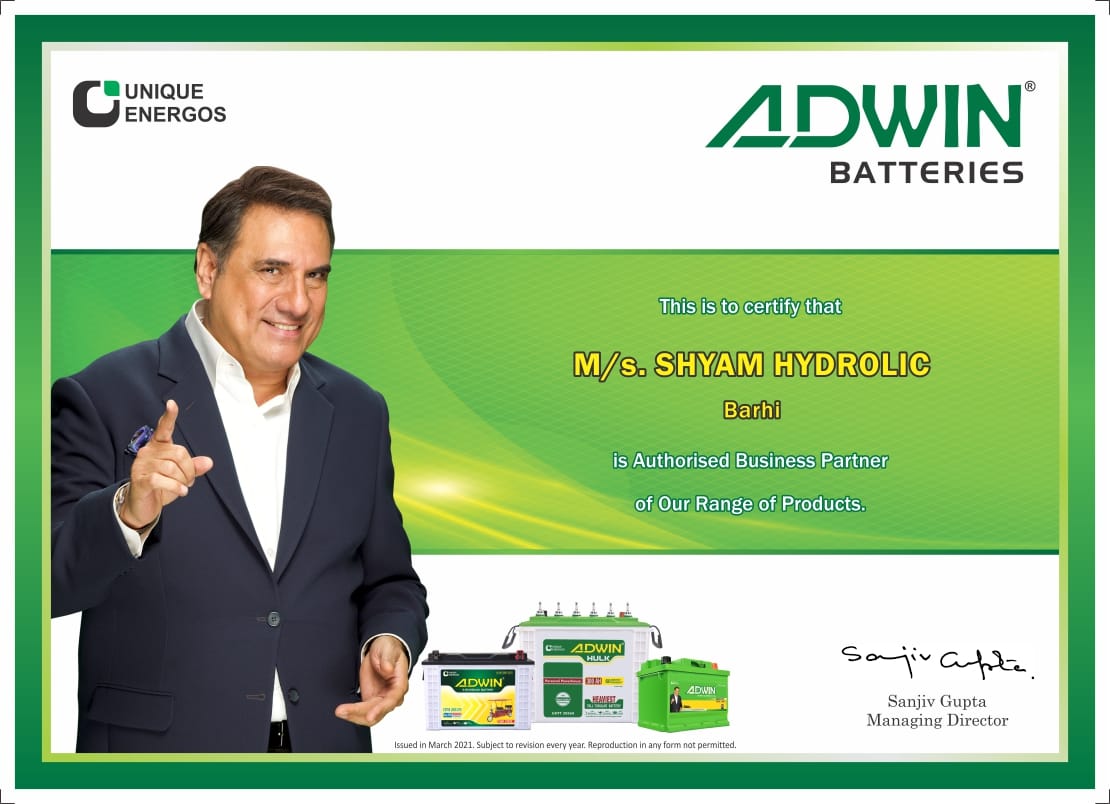 UNIQUE
ENERGOS
ADWIN®
BATTERIES
This is to certify that
M/s. SHYAM HYDROLIC
Barhi
is Authorised Business Partner
of Our Range of Products.
ADWIN
ADWIN
HULK
HEAVIEST
ADWIN
Sanjiv Gupta
Sanjiv Gupta
Managing Director
Issued in March 2021. Subject to revision every year. Reproduction in any form not permitted.